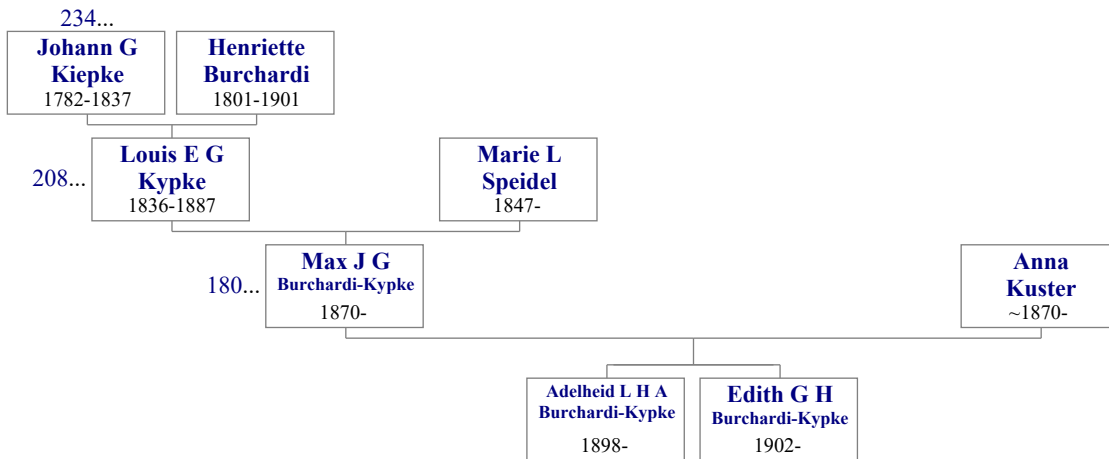 234...
Johann G
Kiepke
1782-1837
Henriette
Burchardi
1801-1901
208...
Louis E G
Kypke
1836-1887
Marie L
Speidel
1847-
180...
Max J G
Burchardi-Kypke
1870-
Anna
Kuster
~1870-
Adelheid L H A
Burchardi-Kypke
1898-
Edith G H
Burchardi-Kypke
1902-